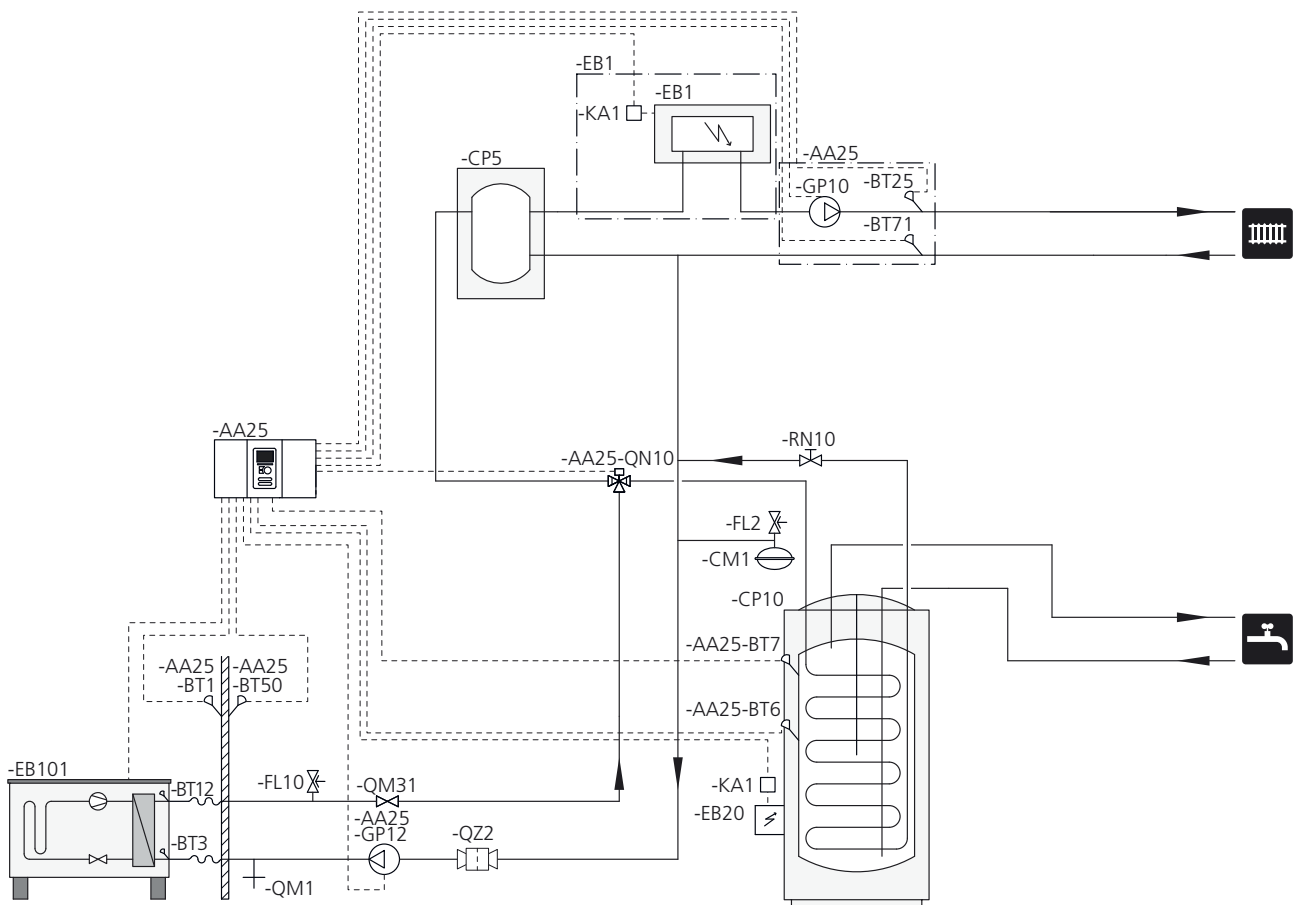 -EB1
-EB1
-KA1
-CP5
-AA25
-GP10
-BT25
-BT71
-AA25
-RN10
-AA25-QN10
-FL2
-CM1
-CP10
-AA25-BT7
-AA25
-BT1
-AA25
-BT50
-AA25-BT6
-EB101
-BT12
-FL10
-QM31
-KA1
-EB20
-AA25
-GP12
-QZ2
-BT3
-QM1